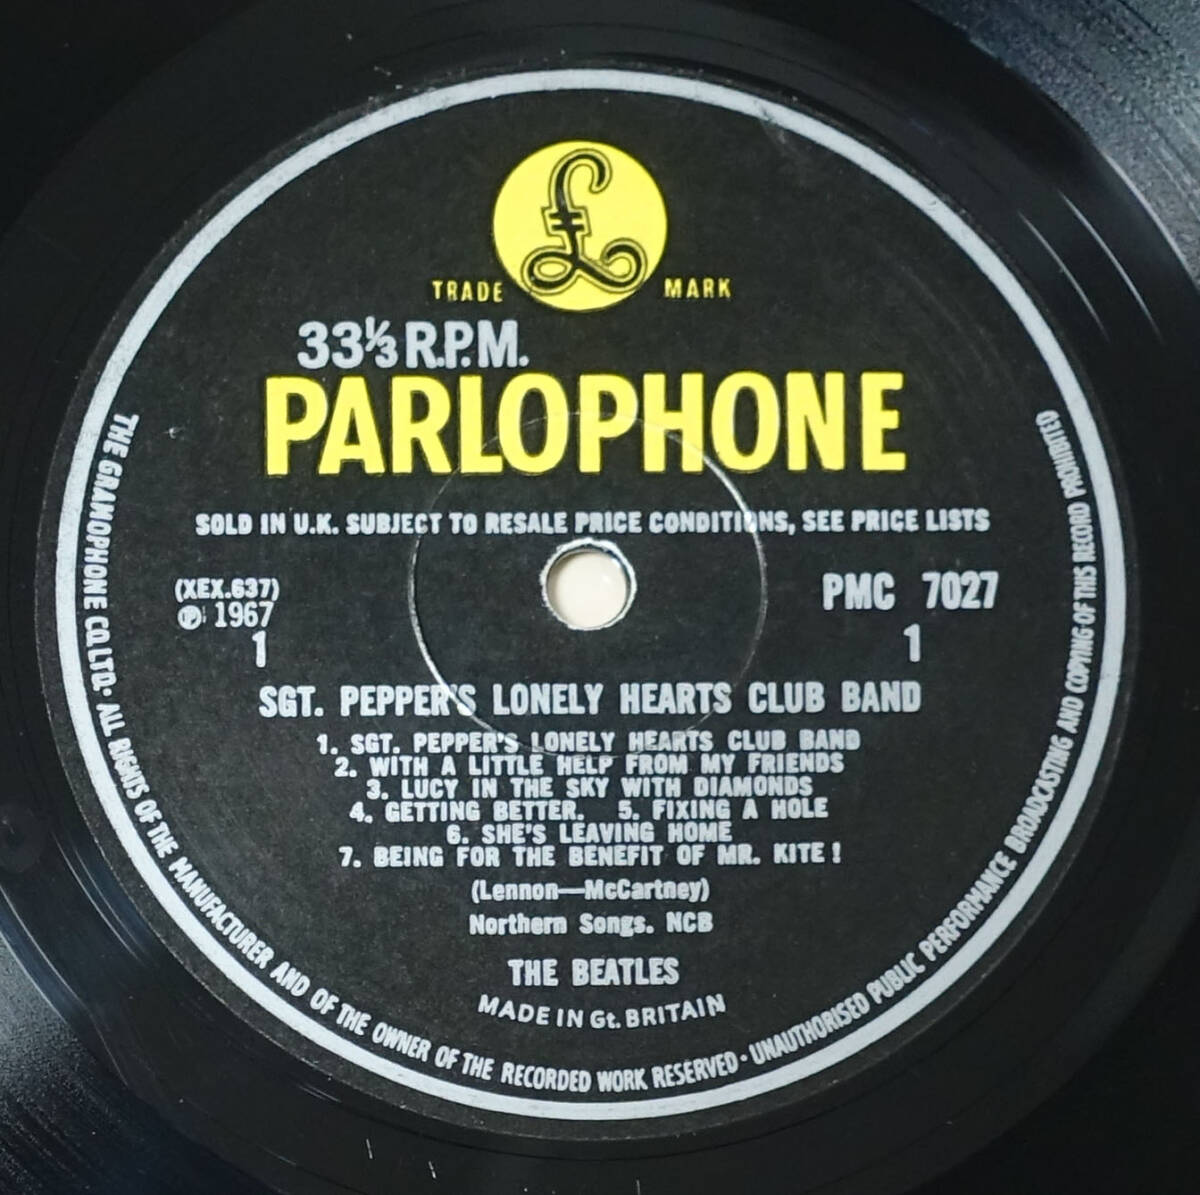 £
TRADE MARK
33⅓ R.P.M.
PARLOPHONE
SOLD IN U.K. SUBJECT TO RESALE PRICE CONDITIONS, SEE PRICE LISTS
(XEX.637)
Ⓟ 1967
1
PMC 7027
1
SGT. PEPPER'S LONELY HEARTS CLUB BAND
1. SGT. PEPPER'S LONELY HEARTS CLUB BAND
2. WITH A LITTLE HELP FROM MY FRIENDS
3. LUCY IN THE SKY WITH DIAMONDS
4. GETTING BETTER. 5. FIXING A HOLE
6. SHE'S LEAVING HOME
7. BEING FOR THE BENEFIT OF MR. KITE!
(Lennon—McCartney)
Northern Songs. NCB
THE BEATLES
MADE IN Gt. BRITAIN
THE GRAMOPHONE CO. LTD. · ALL RIGHTS OF THE MANUFACTURER AND OF THE OWNER OF THE RECORDED WORK RESERVED · UNAUTHORISED PUBLIC PERFORMANCE BROADCASTING AND COPYING OF THIS RECORD PROHIBITED